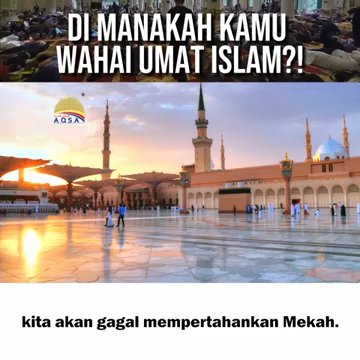 DI MANAKAH KAMU
WAHAI UMAT ISLAM?!
AQSA
kita akan gagal mempertahankan Mekah.